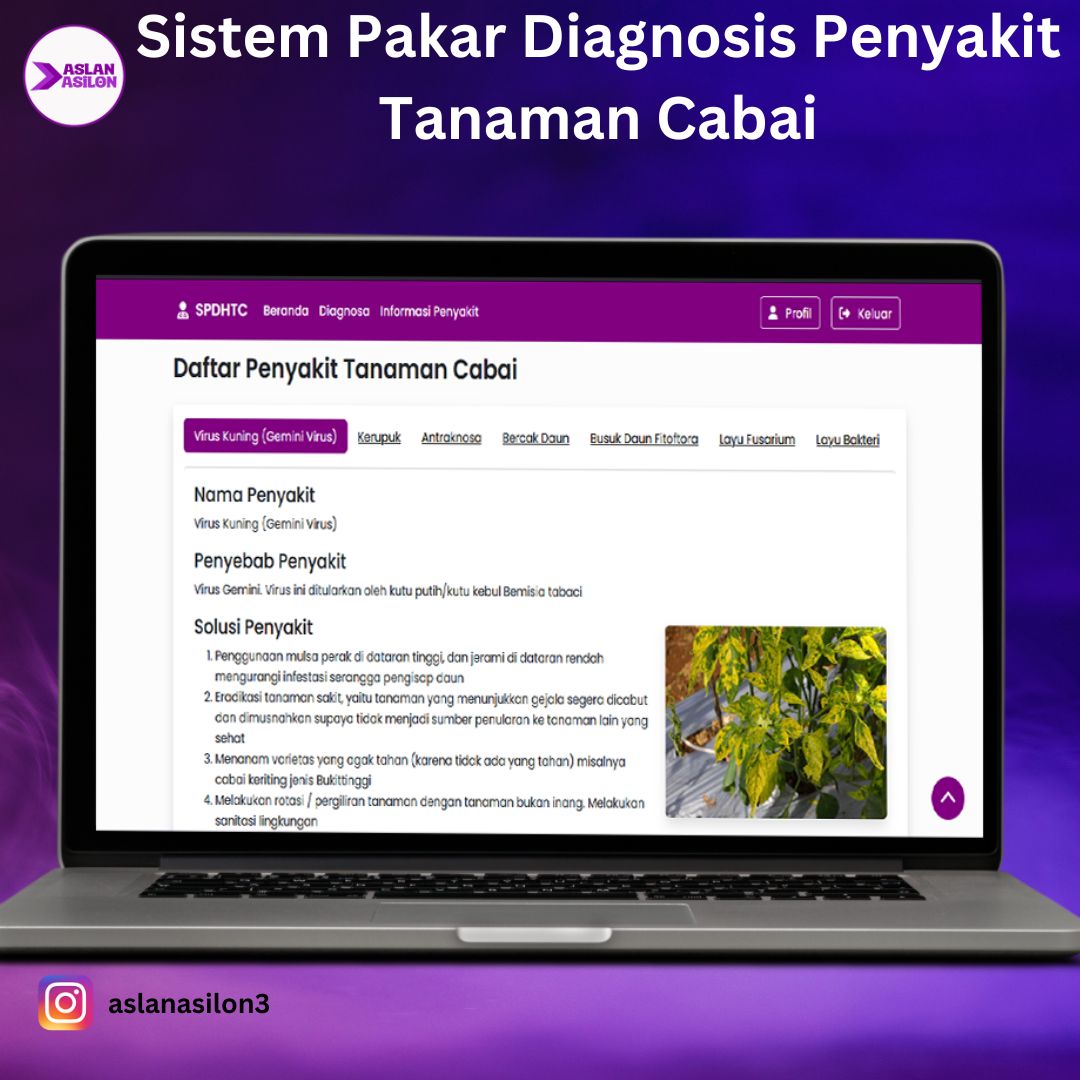 ASLAN
ASILON
Sistem Pakar Diagnosis Penyakit
Tanaman Cabai
SPDHTC Beranda Diagnosa Informasi Penyakit Profil Keluar
Daftar Penyakit Tanaman Cabai
Virus Kuning (Gemini Virus) Kerupuk Antraknosa Bercak Daun Busuk Daun Fitoftora Layu Fusarium Layu Bakteri
Nama Penyakit
Virus Kuning (Gemini Virus)
Penyebab Penyakit
Virus Gemini. Virus ini ditularkan oleh kutu putih/kutu kebul Bemisia tabaci
Solusi Penyakit
1. Penggunaan mulsa perak di dataran tinggi, dan jerami di dataran rendah
mengurangi infestasi serangga pengisap daun
2. Eradikasi tanaman sakit, yaitu tanaman yang menunjukkan gejala segera dicabut
dan dimusnahkan supaya tidak menjadi sumber penularan ke tanaman lain yang
sehat
3. Menanam varietas yang agak tahan (karena tidak ada yang tahan) misalnya
cabai keriting jenis Bukittinggi
4. Melakukan rotasi / pergiliran tanaman dengan tanaman bukan inang. Melakukan
sanitasi lingkungan
aslanasilon3